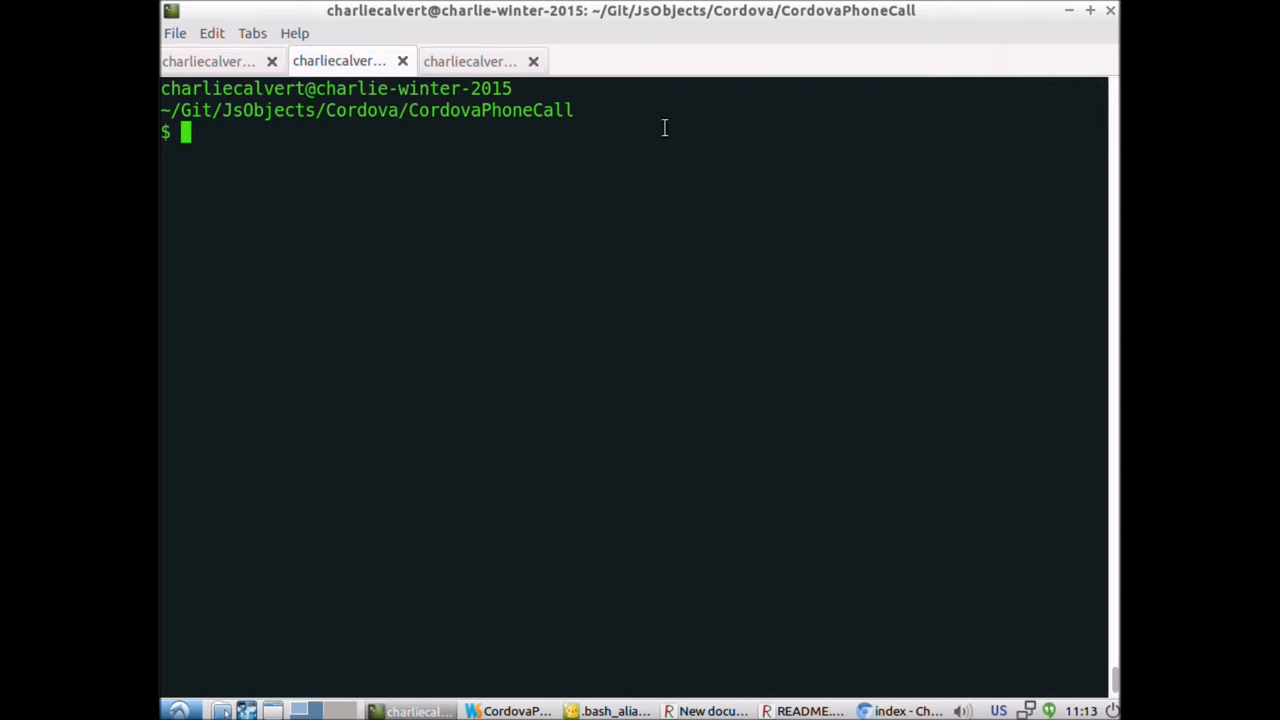 charliecalvert@charlie-winter-2015: ~/Git/JsObjects/Cordova/CordovaPhoneCall
File Edit Tabs Help
charliecalver... charliecalver... charliecalver...
charliecalvert@charlie-winter-2015
~/Git/JsObjects/Cordova/CordovaPhoneCall
$
charliecal... CordovaP... .bash_alia... New docu... README.... index - Ch... US 11:13